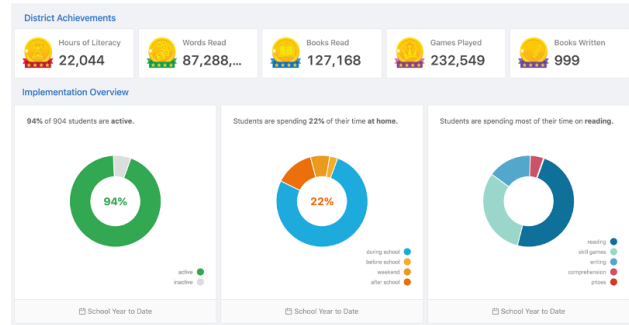 District Achievements
Hours of Literacy
22,044
Words Read
87,288,...
Books Read
127,168
Games Played
232,549
Books Written
999
Implementation Overview
94% of 904 students are active.
94%
active
inactive
School Year to Date
Students are spending 22% of their time at home.
22%
during school
before school
weekend
after school
School Year to Date
Students are spending most of their time on reading.
reading
skill games
writing
comprehension
prizes
School Year to Date